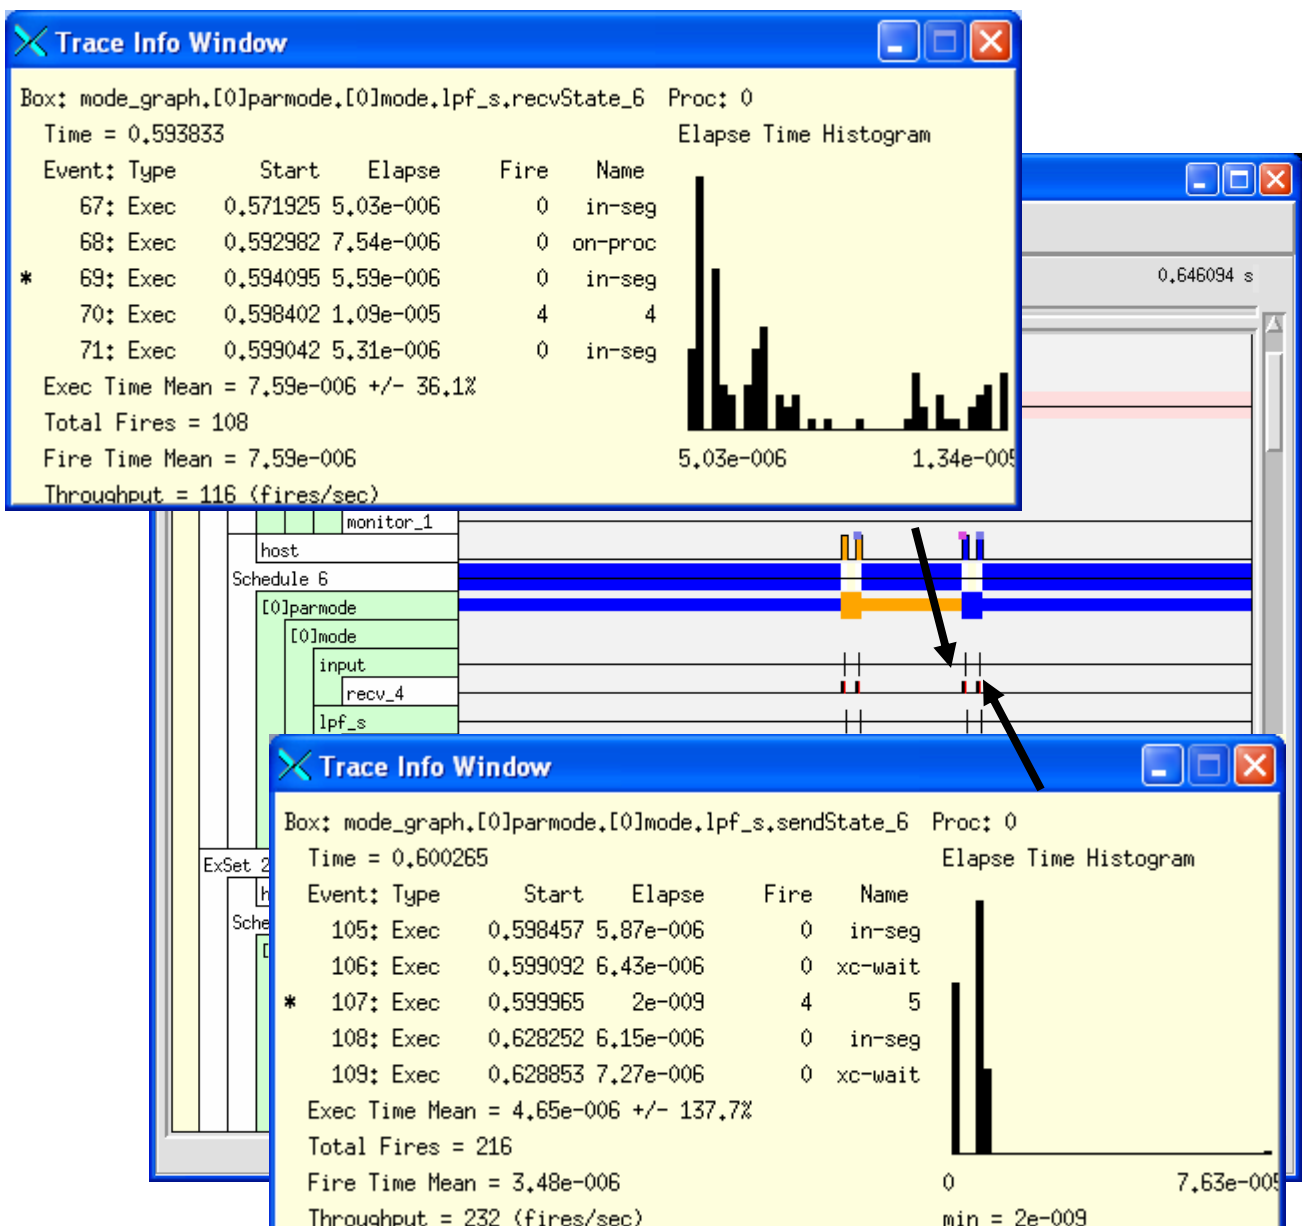 Trace Info Window
Box: mode_graph.[0]parmode.[0]mode.lpf_s.recvState_6 Proc: 0
Time = 0.593833 Elapse Time Histogram
Event: Type Start Elapse Fire Name
67: Exec 0.571925 5.03e-006 0 in-seg
68: Exec 0.592982 7.54e-006 0 on-proc
* 69: Exec 0.594095 5.59e-006 0 in-seg
70: Exec 0.598402 1.09e-005 4 4
71: Exec 0.599042 5.31e-006 0 in-seg
Exec Time Mean = 7.59e-006 +/- 36.1%
Total Fires = 108
Fire Time Mean = 7.59e-006 5.03e-006 1.34e-005
Throughput = 116 (fires/sec)
0.646094 s
monitor_1
host
Schedule 6
[0]parmode
[0]mode
input
recv_4
lpf_s
ExSet 2
Trace Info Window
Box: mode_graph.[0]parmode.[0]mode.lpf_s.sendState_6 Proc: 0
Time = 0.600265 Elapse Time Histogram
Event: Type Start Elapse Fire Name
105: Exec 0.598457 5.87e-006 0 in-seg
106: Exec 0.599092 6.43e-006 0 xc-wait
* 107: Exec 0.599965 2e-009 4 5
108: Exec 0.628252 6.15e-006 0 in-seg
109: Exec 0.628853 7.27e-006 0 xc-wait
Exec Time Mean = 4.65e-006 +/- 137.7%
Total Fires = 216
Fire Time Mean = 3.48e-006 0 7.63e-005
Throughput = 232 (fires/sec) min = 2e-009